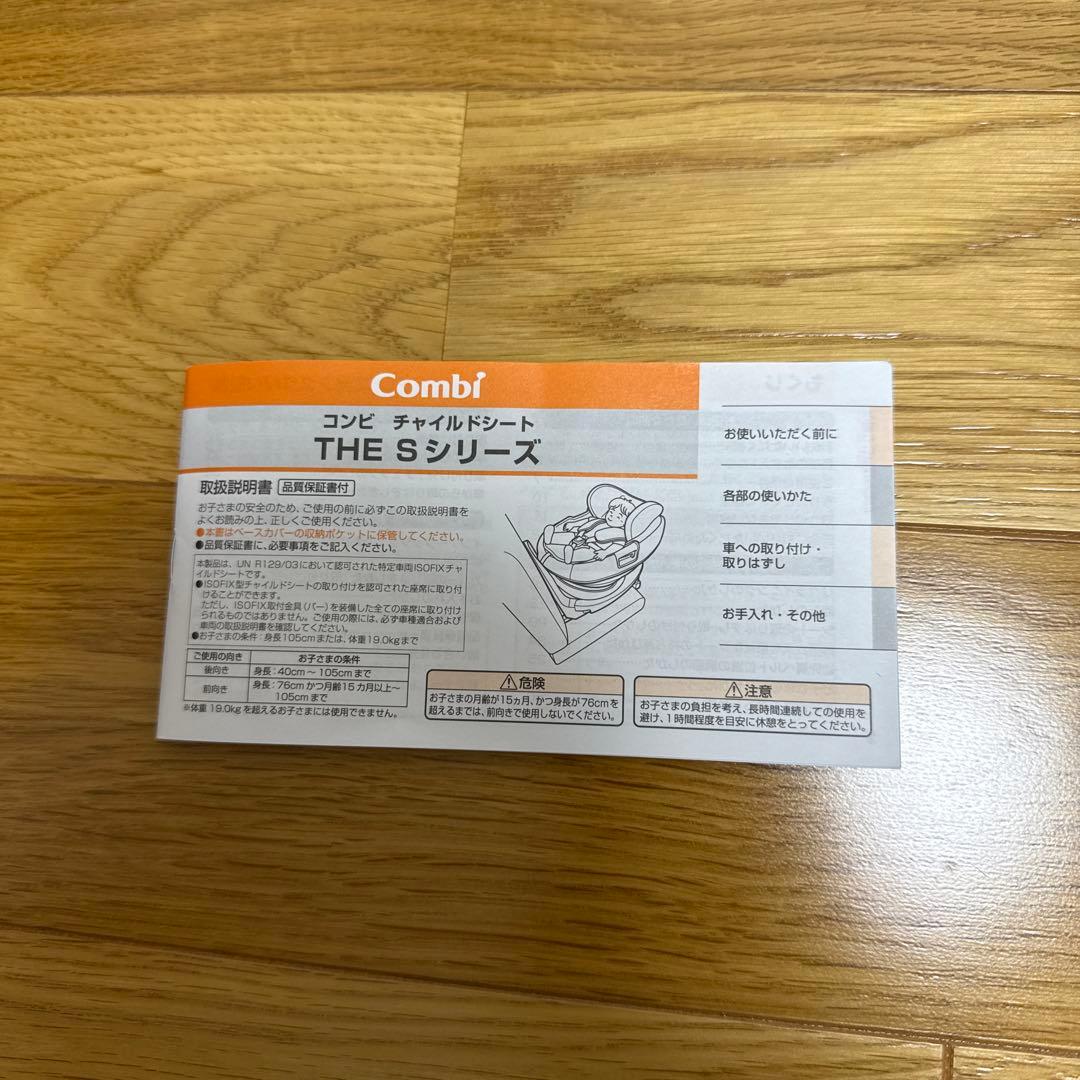 Combi
コンビ チャイルドシート
THE Sシリーズ
取扱説明書 品質保証書付
お子さまの安全のため、ご使用の前に必ずこの取扱説明書を
よくお読みの上、正しくご使用ください。
●本書はベースカバーの収納ポケットに保管してください。
●品質保証書に、必要事項をご記入ください。
本製品は、UN R129/03において認可された特定車両ISOFIXチャ
イルドシートです。
●ISOFIX型チャイルドシートの取り付けを認可された座席に取り付
けることができます。
ただし、ISOFIX取付金具(バー)を装備した全ての座席に取り付け
られるものではありません。ご使用の際には、必ず車種適合および
車両の取扱説明書を確認してください。
●お子さまの条件:身長105cmまたは、体重19.0kgまで
ご使用の向き お子さまの条件
後向き 身長:40cm〜105cmまで
前向き 身長:76cmかつ月齢15カ月以上〜
105cmまで
※体重19.0kgを超えるお子さまには使用できません。
⚠危険
お子さまの月齢が15ヵ月、かつ身長が76cmを
超えるまでは、前向きで使用しないでください。
⚠注意
お子さまの負担を考え、長時間連続しての使用を
避け、1時間程度を目安に休憩をとってください。
もくじ
お使いいただく前に
各部の使いかた
車への取り付け・
取りはずし
お手入れ・その他